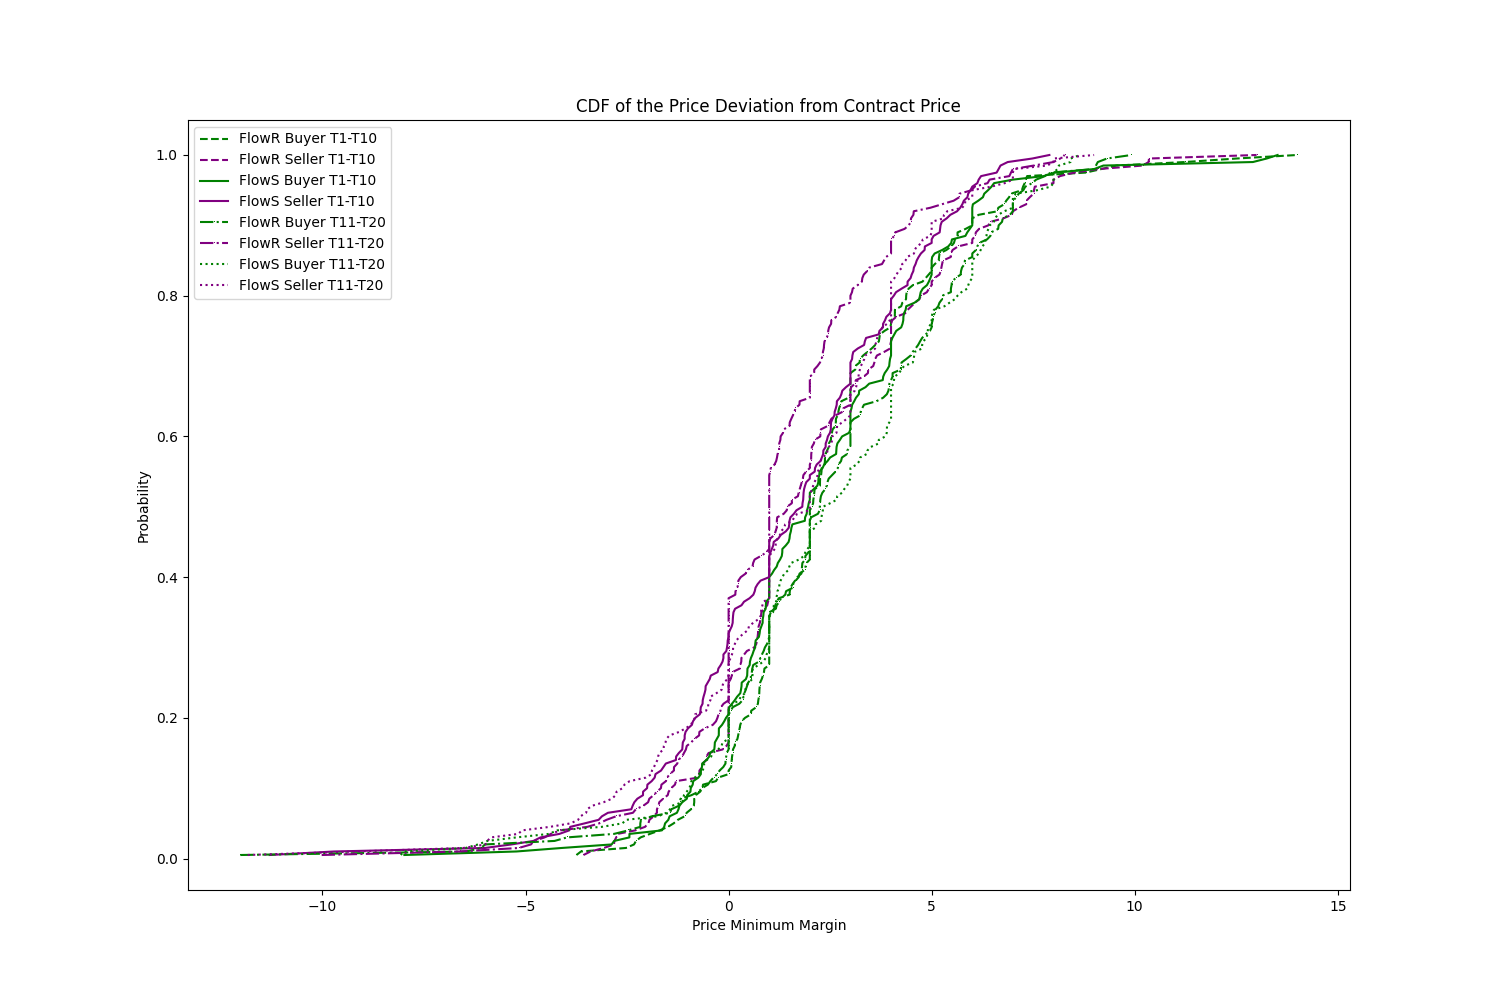 CDF of the Price Deviation from Contract Price
FlowR Buyer T1-T10
FlowR Seller T1-T10
FlowS Buyer T1-T10
FlowS Seller T1-T10
FlowR Buyer T11-T20
FlowR Seller T11-T20
FlowS Buyer T11-T20
FlowS Seller T11-T20
1.0
0.8
0.6
0.4
0.2
0.0
Probability
−10
−5
0
5
10
15
Price Minimum Margin